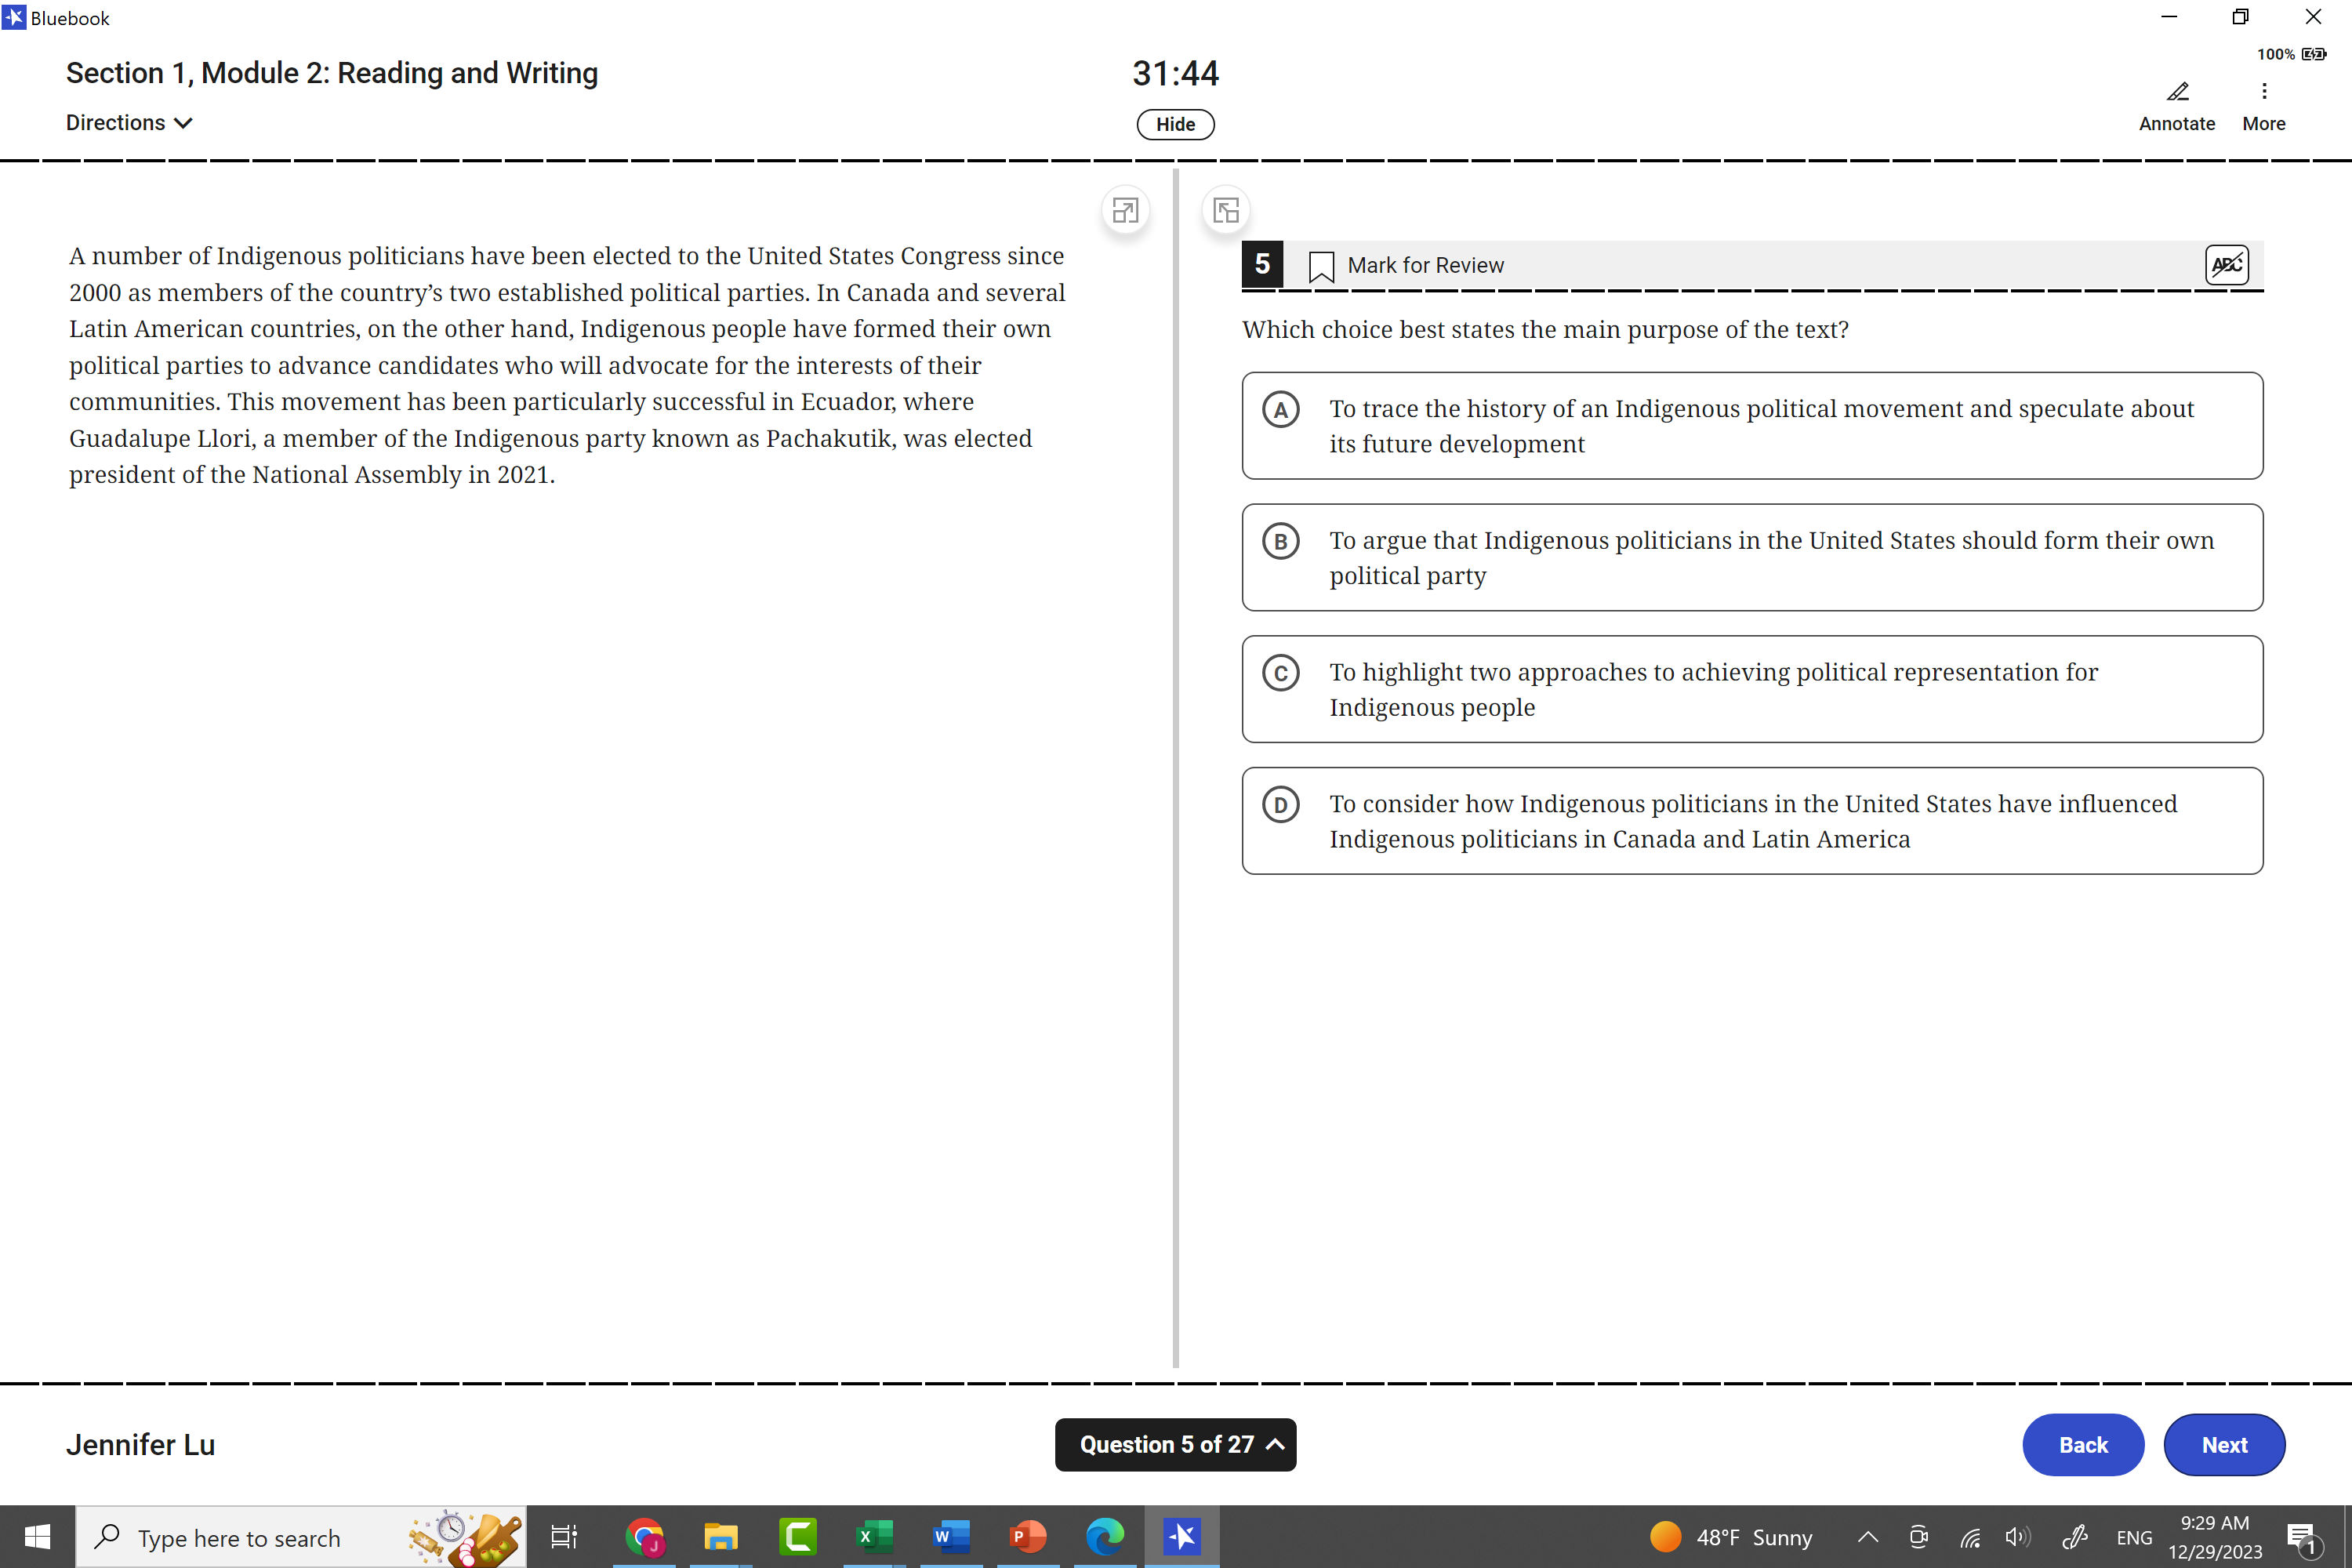 Bluebook
100%
Section 1, Module 2: Reading and Writing
31:44
Directions
Hide
Annotate
More
A number of Indigenous politicians have been elected to the United States Congress since
2000 as members of the country’s two established political parties. In Canada and several
Latin American countries, on the other hand, Indigenous people have formed their own
political parties to advance candidates who will advocate for the interests of their
communities. This movement has been particularly successful in Ecuador, where
Guadalupe Llori, a member of the Indigenous party known as Pachakutik, was elected
president of the National Assembly in 2021.
5
Mark for Review
ABC
Which choice best states the main purpose of the text?
A
To trace the history of an Indigenous political movement and speculate about
its future development
B
To argue that Indigenous politicians in the United States should form their own
political party
C
To highlight two approaches to achieving political representation for
Indigenous people
D
To consider how Indigenous politicians in the United States have influenced
Indigenous politicians in Canada and Latin America
Jennifer Lu
Question 5 of 27
Back
Next
Type here to search
J
X
W
P
48°F Sunny
ENG
9:29 AM
12/29/2023
1